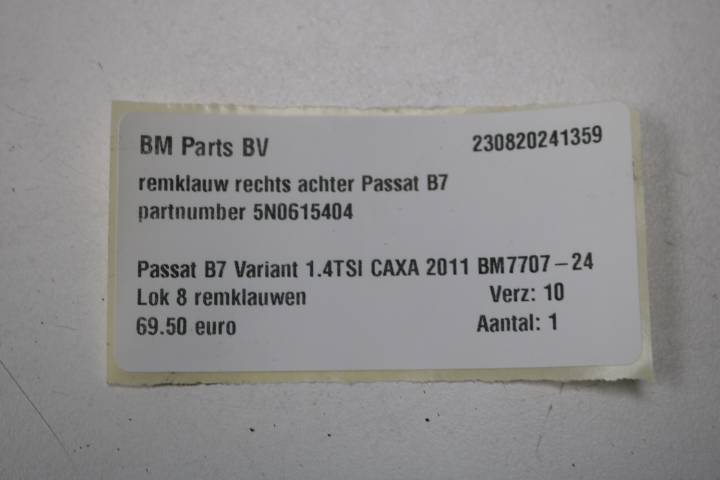 BM Parts BV 230820241359
remklauw rechts achter Passat B7
partnumber 5N0615404
Passat B7 Variant 1.4TSI CAXA 2011 BM7707-24
Lok 8 remklauwen Verz: 10
69.50 euro Aantal: 1